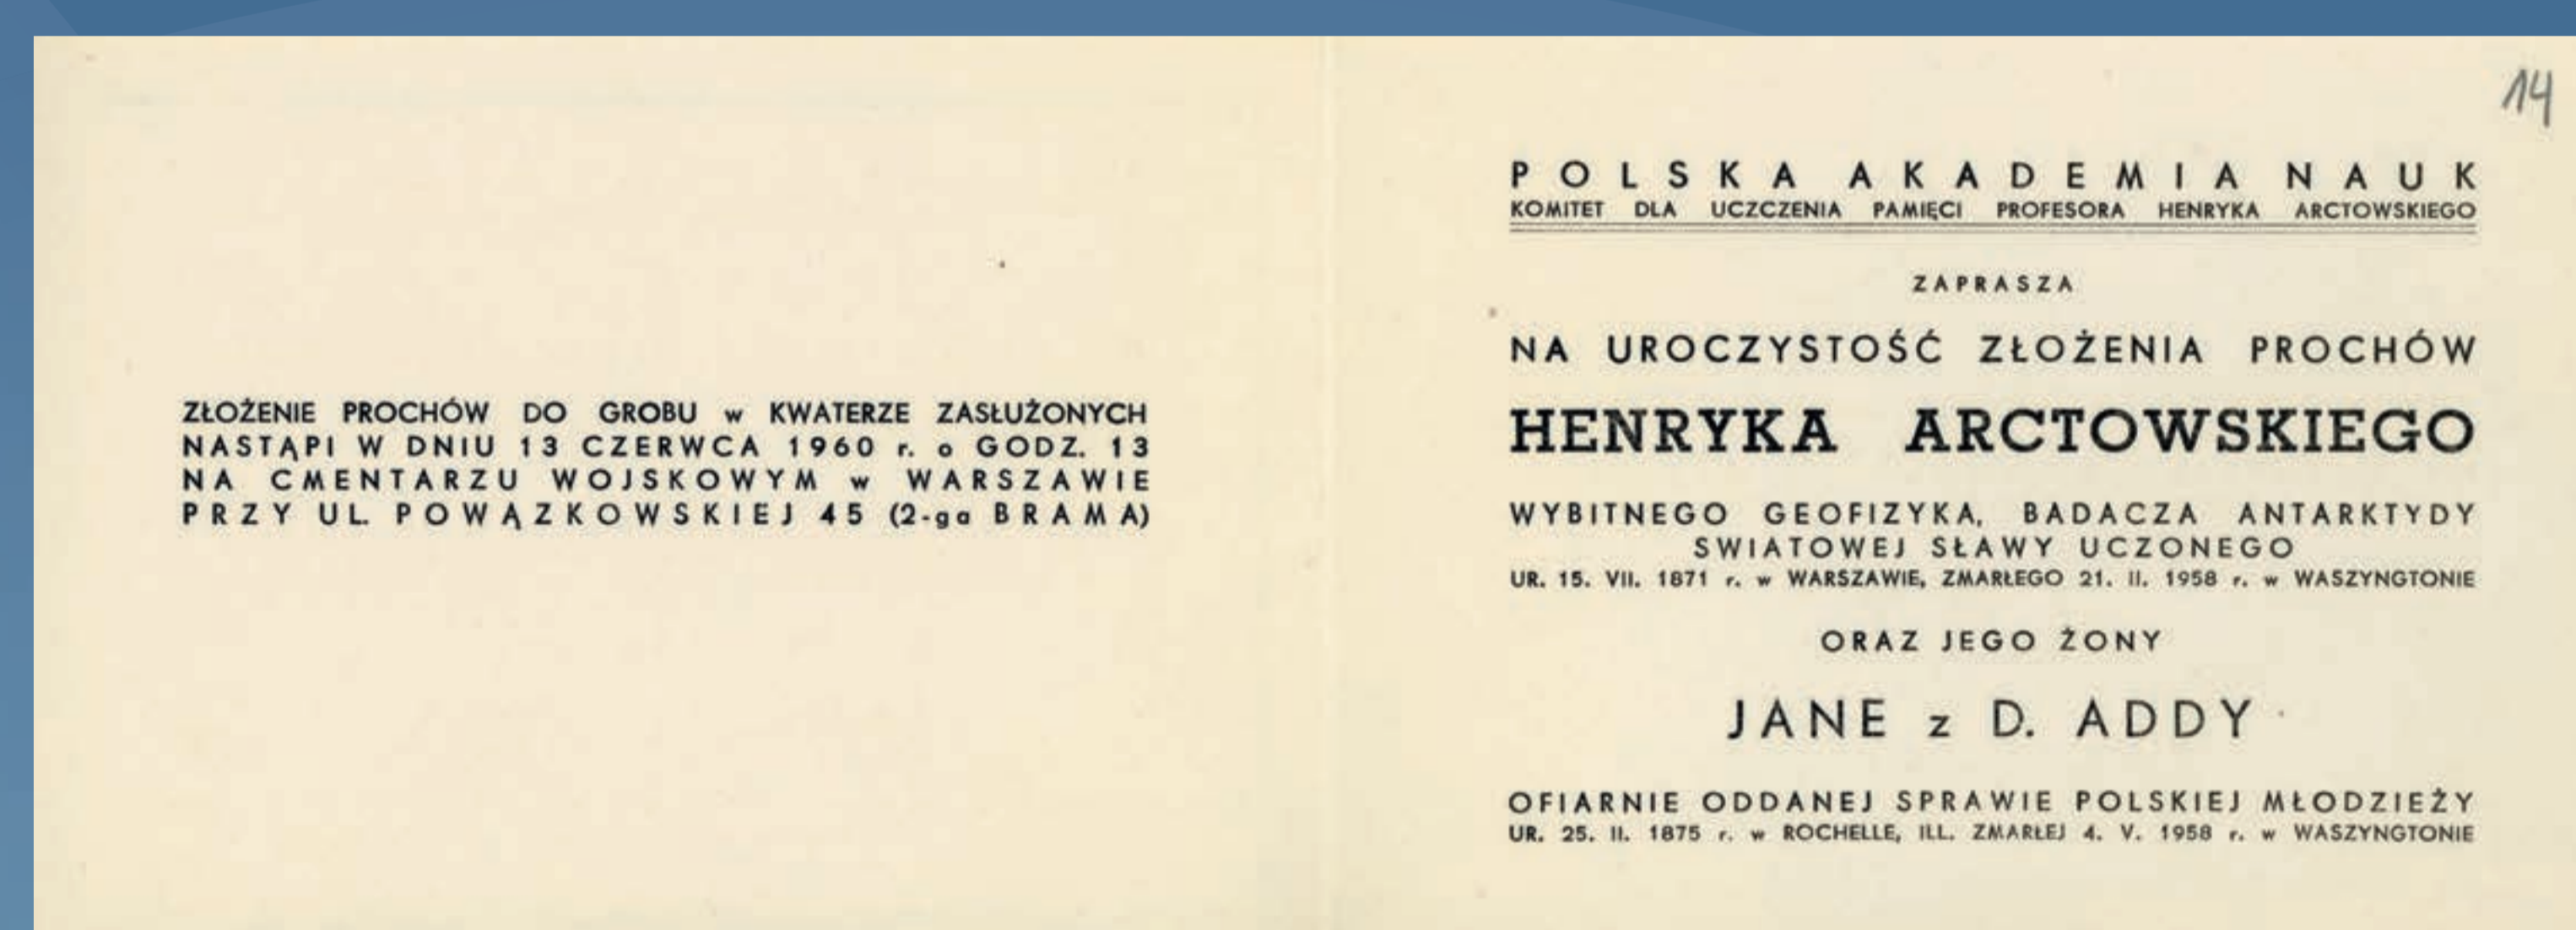 ZŁOŻENIE PROCHÓW DO GROBU w KWATERZE ZASŁUŻONYCH
NASTĄPI W DNIU 13 CZERWCA 1960 r. o GODZ. 13
NA CMENTARZU WOJSKOWYM w WARSZAWIE
PRZY UL. POWĄZKOWSKIEJ 45 (2-ga BRAMA)
14
POLSKA AKADEMIA NAUK
KOMITET DLA UCZCZENIA PAMIĘCI PROFESORA HENRYKA ARCTOWSKIEGO
ZAPRASZA
NA UROCZYSTOŚĆ ZŁOŻENIA PROCHÓW
HENRYKA ARCTOWSKIEGO
WYBITNEGO GEOFIZYKA, BADACZA ANTARKTYDY
SWIATOWEJ SŁAWY UCZONEGO
UR. 15. VII. 1871 r. w WARSZAWIE, ZMARŁEGO 21. II. 1958 r. w WASZYNGTONIE
ORAZ JEGO ŻONY
JANE z D. ADDY
OFIARNIE ODDANEJ SPRAWIE POLSKIEJ MŁODZIEŻY
UR. 25. II. 1875 r. w ROCHELLE, ILL. ZMARŁEJ 4. V. 1958 r. w WASZYNGTONIE